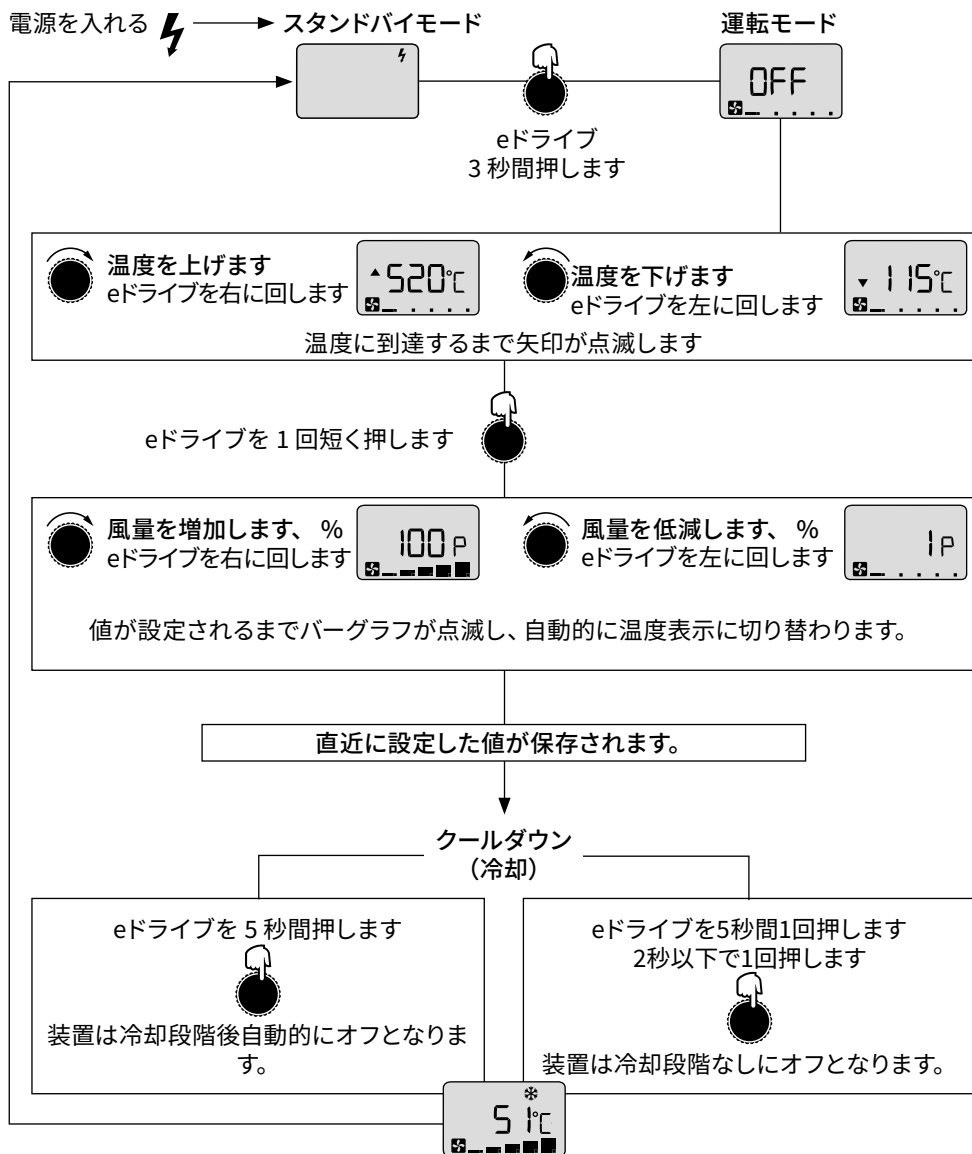 電源を入れる
スタンドバイモード
運転モード
OFF
eドライブ
3 秒間押します
温度を上げます
eドライブを右に回します
520℃
温度を下げます
eドライブを左に回します
115℃
温度に到達するまで矢印が点滅します
eドライブを 1 回短く押します
風量を増加します、 %
eドライブを右に回します
100 P
風量を低減します、 %
eドライブを左に回します
1P
値が設定されるまでバーグラフが点滅し、自動的に温度表示に切り替わります。
直近に設定した値が保存されます。
クールダウン
（冷却）
eドライブを 5 秒間押します
装置は冷却段階後自動的にオフとなりま
す。
eドライブを5秒間1回押します
2秒以下で1回押します
装置は冷却段階なしにオフとなります。
51℃